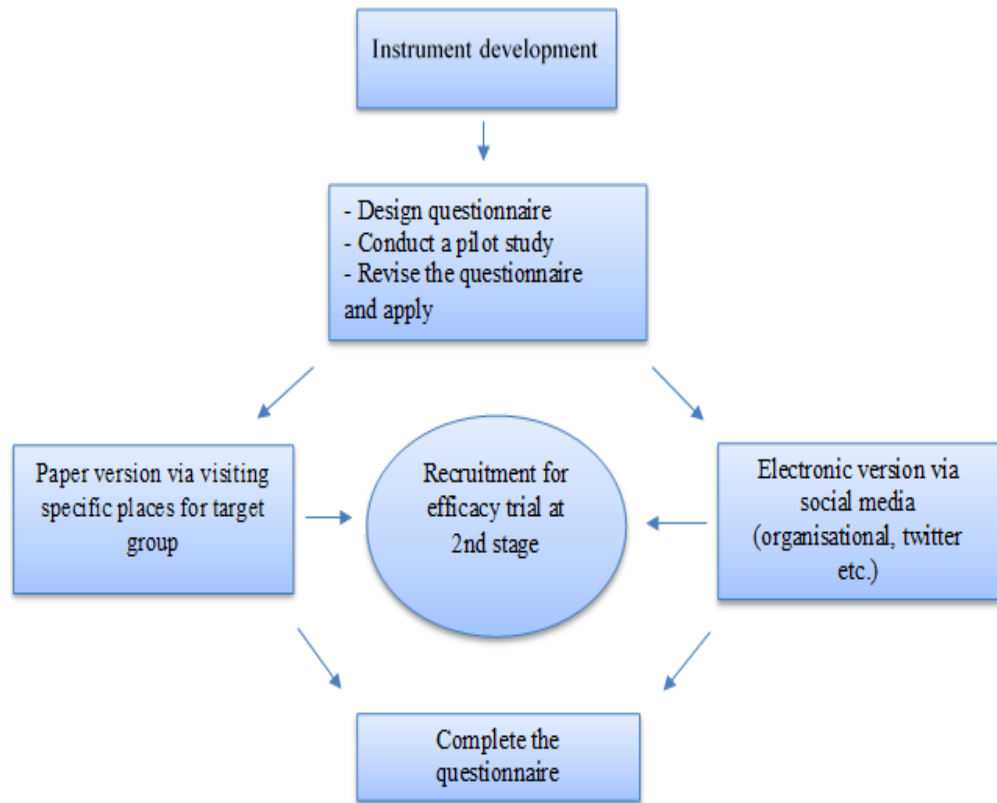 Instrument development
- Design questionnaire
- Conduct a pilot study
- Revise the questionnaire
and apply
Paper version via visiting
specific places for target
group
Recruitment for
efficacy trial at
2nd stage
Electronic version via
social media
(organisational, twitter
etc.)
Complete the
questionnaire